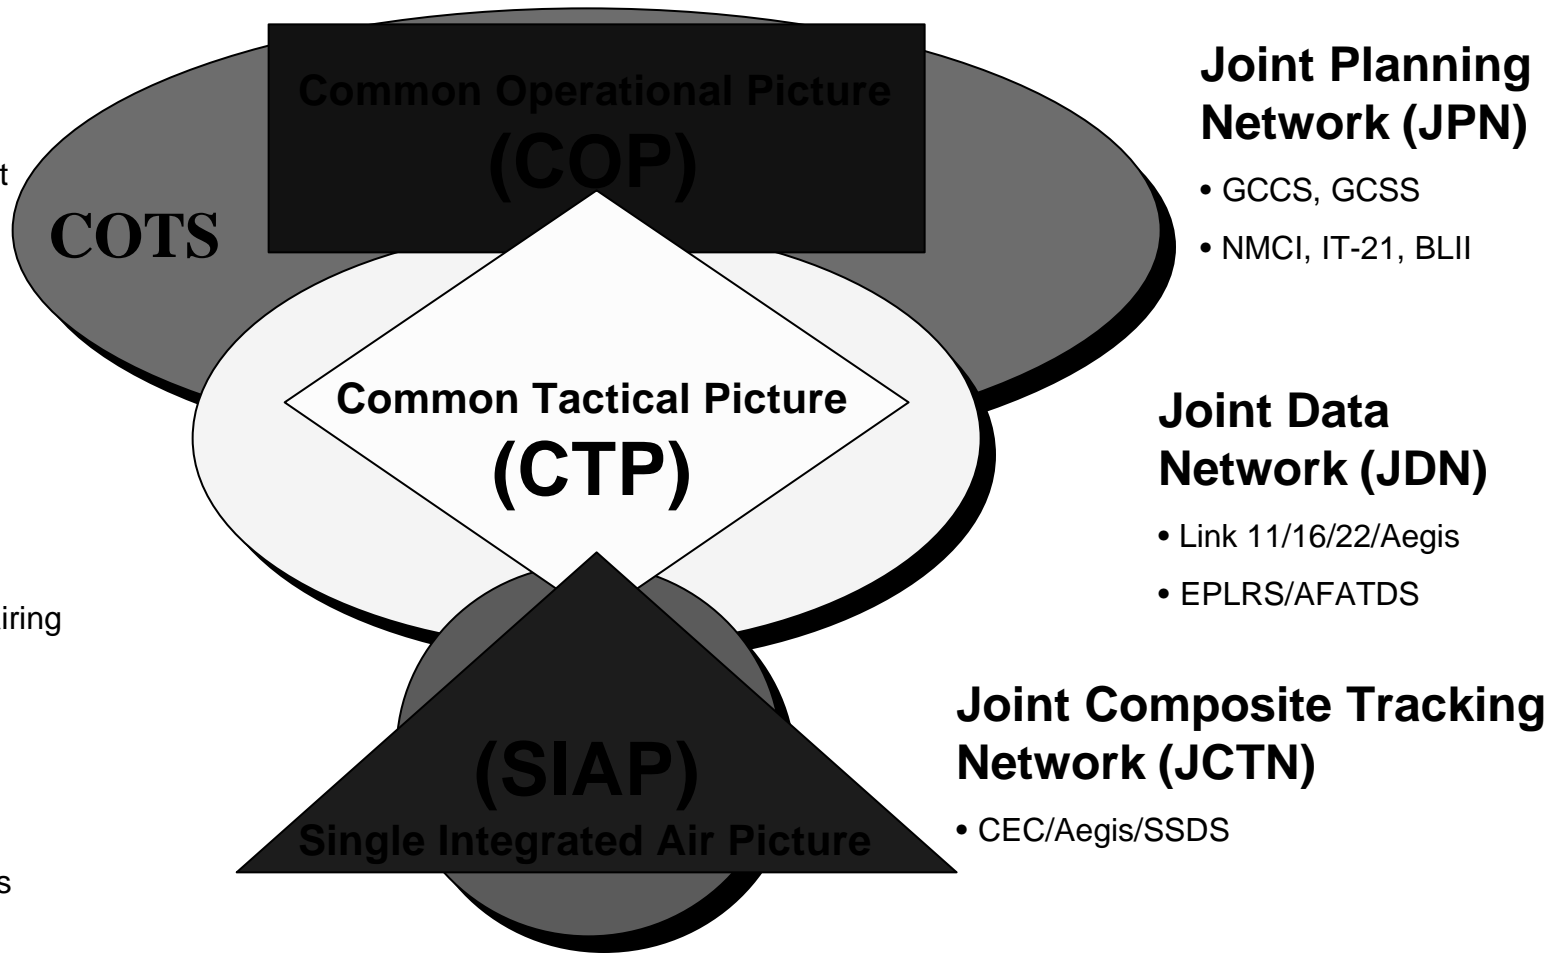 Common Operational Picture
(COP)
COTS
t
Joint Planning
Network (JPN)
• GCCS, GCSS
• NMCI, IT-21, BLII
Common Tactical Picture
(CTP)
Joint Data
Network (JDN)
• Link 11/16/22/Aegis
• EPLRS/AFATDS
iring
(SIAP)
Single Integrated Air Picture
Joint Composite Tracking
Network (JCTN)
• CEC/Aegis/SSDS
s